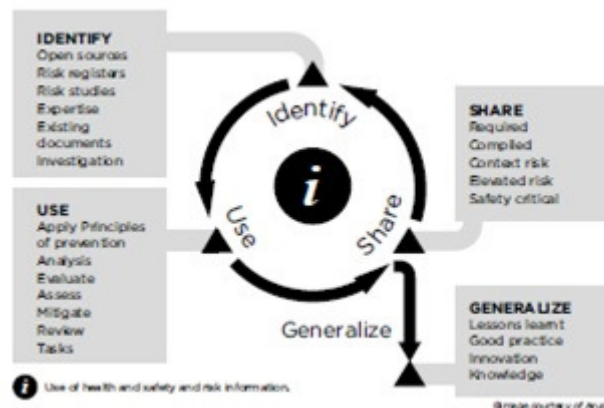 IDENTIFY
Open sources
Risk registers
Risk studies
Expertise
Existing
documents
Investigation
USE
Apply Principles
of prevention
Analysis
Evaluate
Assess
Mitigate
Review
Tasks
Identify
Use
Share
i
Generalize
SHARE
Required
Compiled
Context risk
Elevated risk
Safety critical
GENERALIZE
Lessons learnt
Good practice
Innovation
Knowledge
i Use of health and safety and risk information.